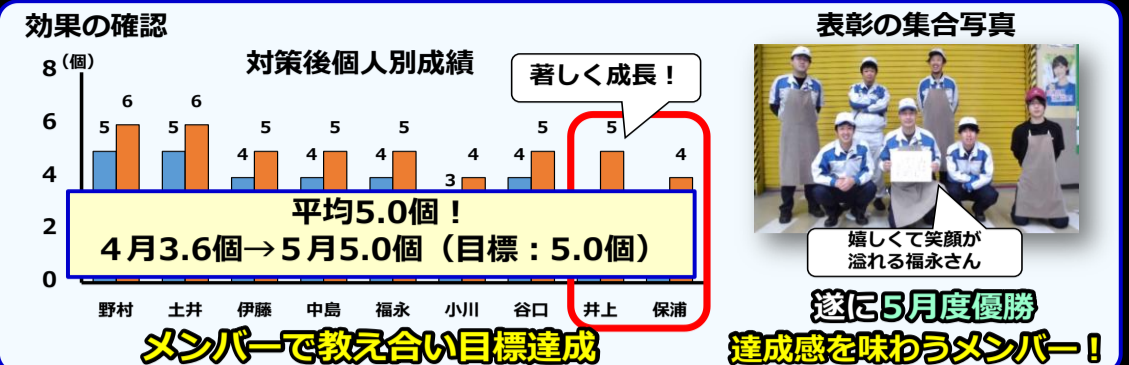 効果の確認
対策後個人別成績
(個)
8
6
4
2
0
5
6
5
6
4
5
4
5
4
5
3
4
4
5
5
4
著しく成長！
平均5.0個！
４月3.6個→５月5.0個（目標：5.0個）
野村
土井
伊藤
中島
福永
小川
谷口
井上
保浦
メンバーで教え合い目標達成
表彰の集合写真
嬉しくて笑顔が
溢れる福永さん
遂に５月度優勝
達成感を味わうメンバー！